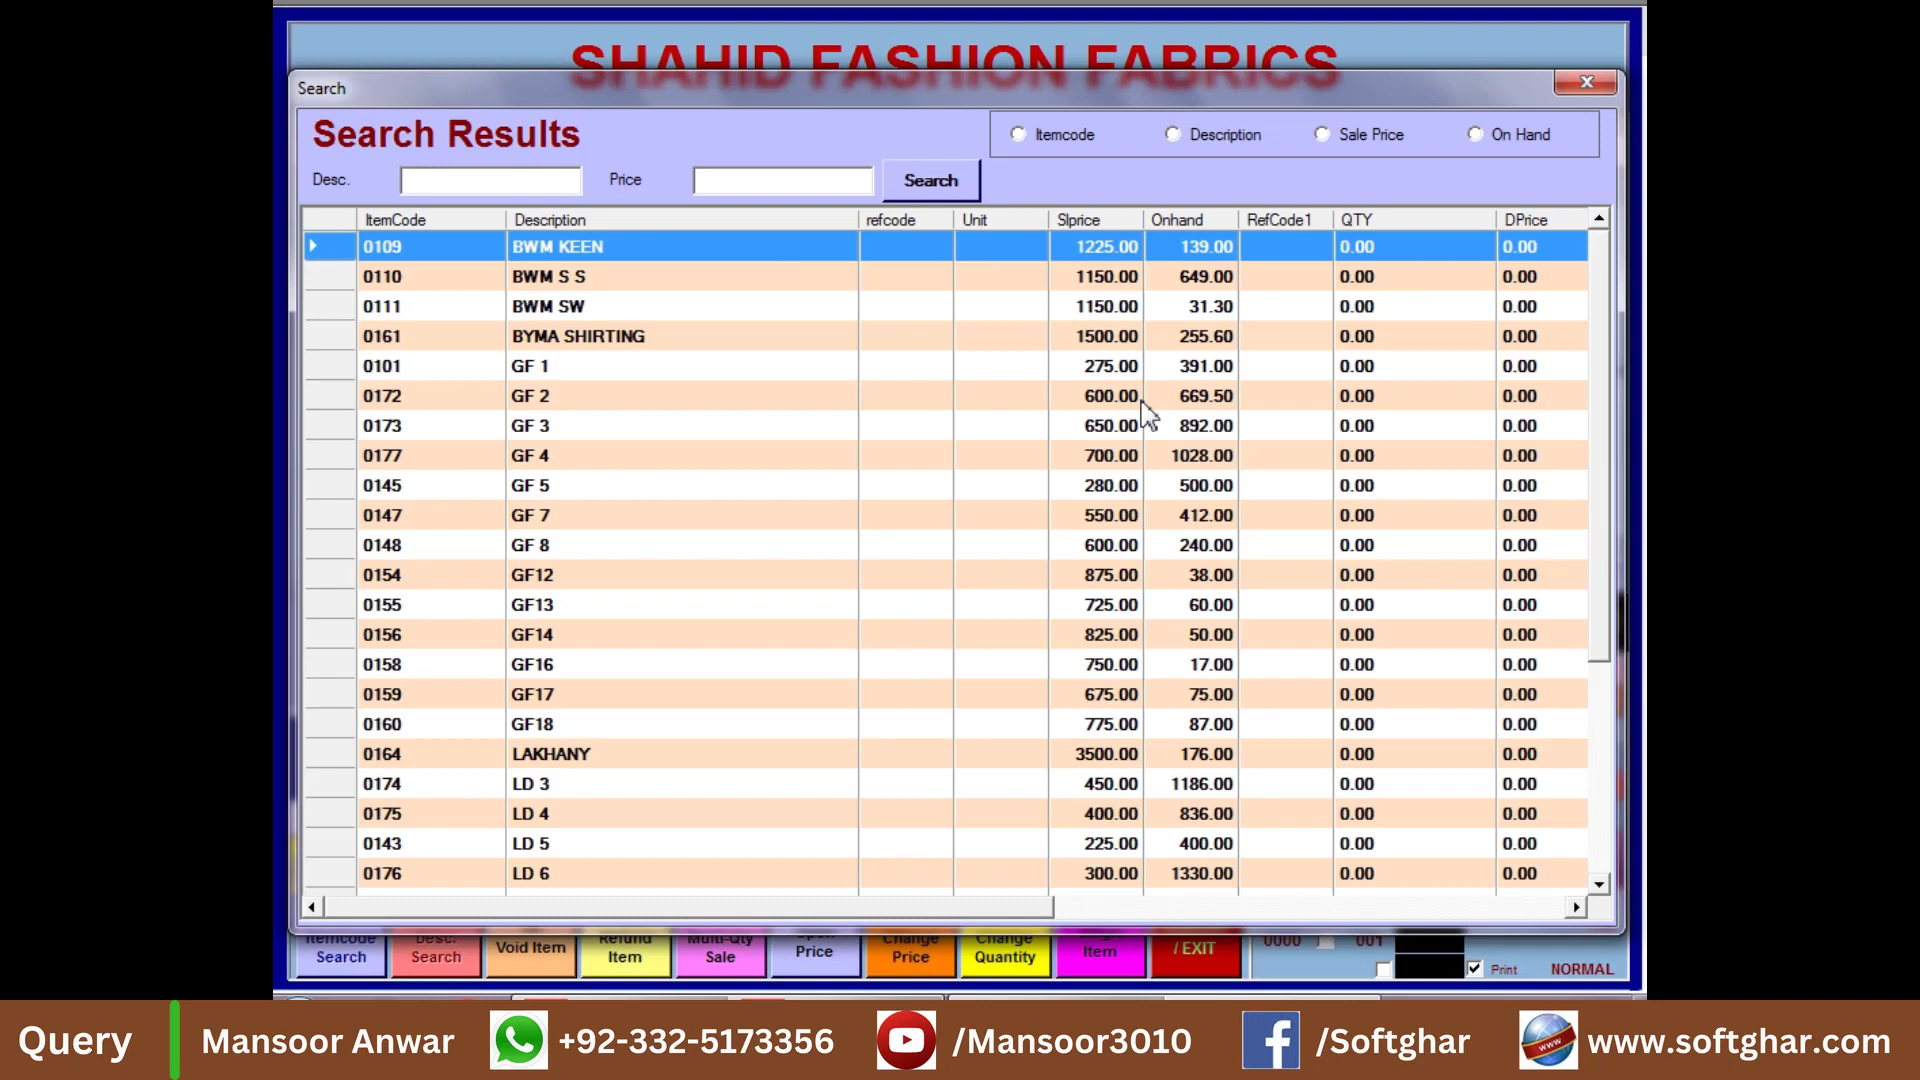 SHAHID FASHION FABRICS
Search
Search Results
Itemcode Description Sale Price On Hand
Desc. Price Search
ItemCode Description refcode Unit Slprice Onhand RefCode1 QTY DPrice
0109 BWM KEEN 1225.00 139.00 0.00 0.00
0110 BWM S S 1150.00 649.00 0.00 0.00
0111 BWM SW 1150.00 31.30 0.00 0.00
0161 BYMA SHIRTING 1500.00 255.60 0.00 0.00
0101 GF 1 275.00 391.00 0.00 0.00
0172 GF 2 600.00 669.50 0.00 0.00
0173 GF 3 650.00 892.00 0.00 0.00
0177 GF 4 700.00 1028.00 0.00 0.00
0145 GF 5 280.00 500.00 0.00 0.00
0147 GF 7 550.00 412.00 0.00 0.00
0148 GF 8 600.00 240.00 0.00 0.00
0154 GF12 875.00 38.00 0.00 0.00
0155 GF13 725.00 60.00 0.00 0.00
0156 GF14 825.00 50.00 0.00 0.00
0158 GF16 750.00 17.00 0.00 0.00
0159 GF17 675.00 75.00 0.00 0.00
0160 GF18 775.00 87.00 0.00 0.00
0164 LAKHANY 3500.00 176.00 0.00 0.00
0174 LD 3 450.00 1186.00 0.00 0.00
0175 LD 4 400.00 836.00 0.00 0.00
0143 LD 5 225.00 400.00 0.00 0.00
0176 LD 6 300.00 1330.00 0.00 0.00
Itemcode Desc. Void Item Refund Multi-Qty Change Change / EXIT 0000 001
Search Search Item Sale Price Price Quantity Item Print NORMAL
Query Mansoor Anwar +92-332-5173356 /Mansoor3010 /Softghar www.softghar.com